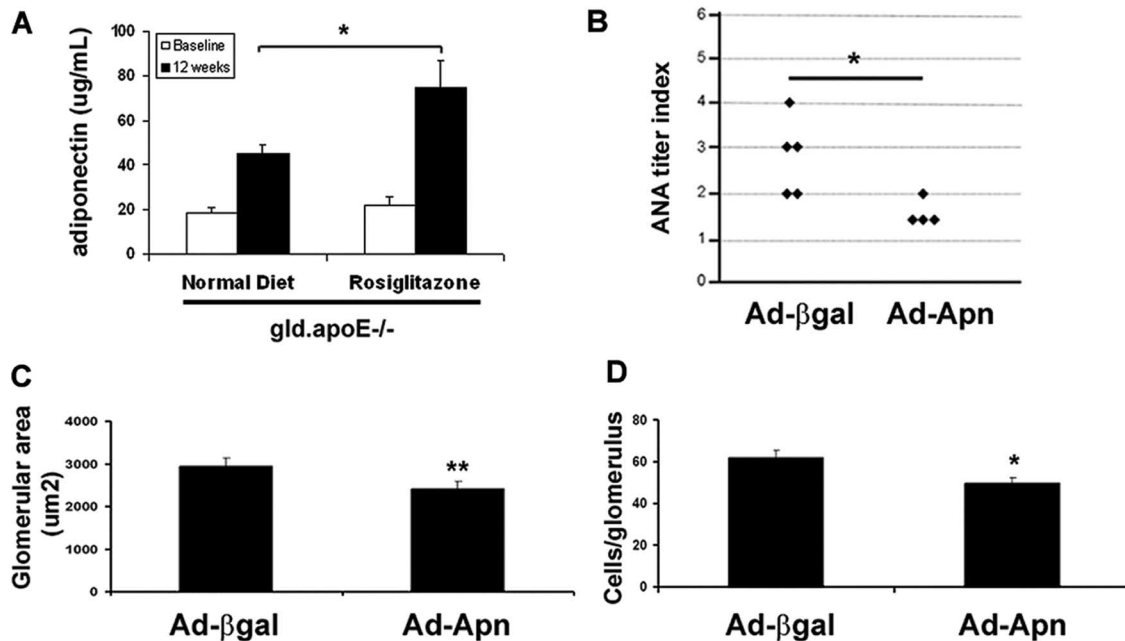 A
adiponectin (ug/mL)
100
80
60
40
20
0
Baseline
12 weeks
*
Normal Diet
Rosiglitazone
gld.apoE-/-
B
ANA titer index
6
5
4
3
2
1
0
*
Ad-βgal
Ad-Apn
C
Glomerular area
(um2)
4000
3000
2000
1000
0
**
Ad-βgal
Ad-Apn
D
Cells/glomerulus
80
60
40
20
0
*
Ad-βgal
Ad-Apn